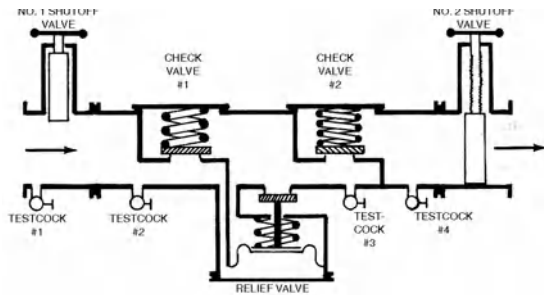 NO. 1 SHUTOFF
VALVE
NO. 2 SHUTOFF
VALVE
CHECK
VALVE
#1
CHECK
VALVE
#2
TESTCOCK
#1
TESTCOCK
#2
TEST-
COCK
#3
TESTCOCK
#4
RELIEF VALVE